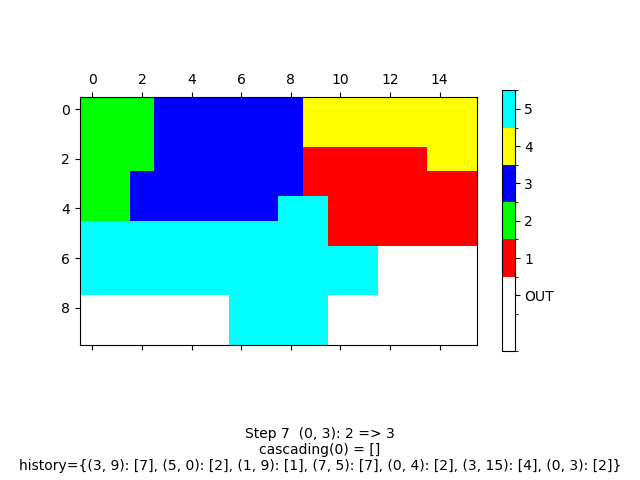 0 2 4 6 8 10 12 14
0
2
4
6
8
5
4
3
2
1
OUT
Step 7  (0, 3): 2 => 3
cascading(0) = []
history={(3, 9): [7], (5, 0): [2], (1, 9): [1], (7, 5): [7], (0, 4): [2], (3, 15): [4], (0, 3): [2]}